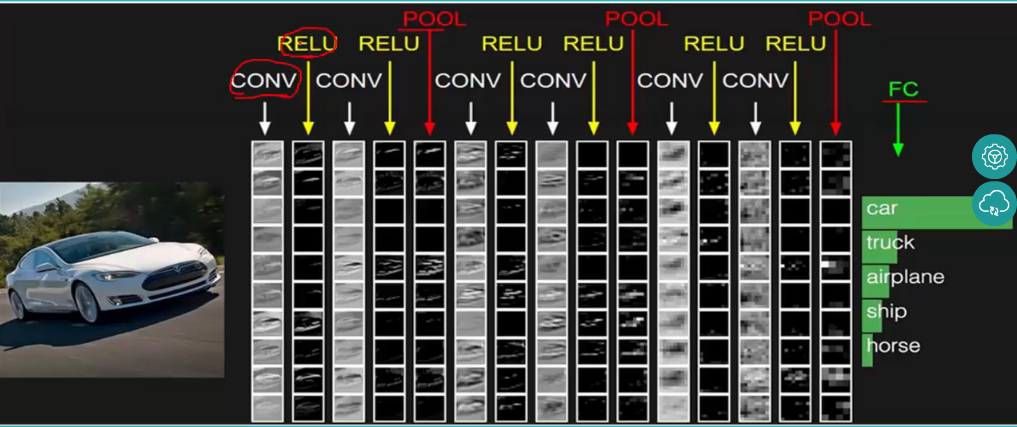 POOL POOL POOL
RELU RELU RELU RELU RELU RELU
CONV CONV CONV CONV CONV CONV
FC
car
truck
airplane
ship
horse